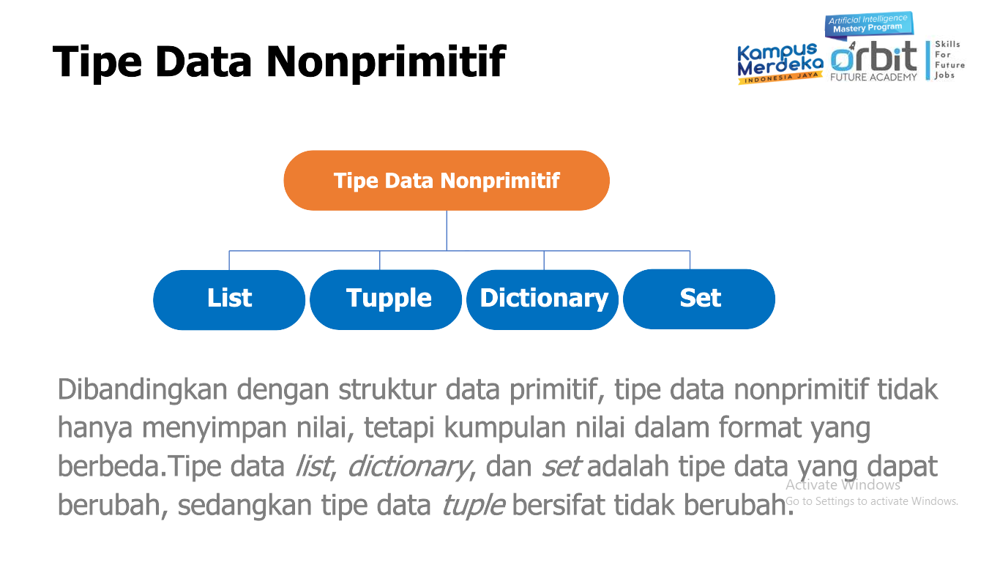 Tipe Data Nonprimitif
Artificial Intelligence
Mastery Program
Kampus
Merdeka
INDONESIA JAYA
orbit
FUTURE ACADEMY
Skills
For
Future
Jobs
Tipe Data Nonprimitif
List
Tupple
Dictionary
Set
Dibandingkan dengan struktur data primitif, tipe data nonprimitif tidak
hanya menyimpan nilai, tetapi kumpulan nilai dalam format yang
berbeda.Tipe data list, dictionary, dan set adalah tipe data yang dapat
berubah, sedangkan tipe data tuple bersifat tidak berubah.
Activate Windows
Go to Settings to activate Windows.